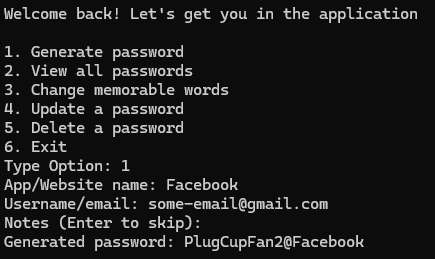 Welcome back! Let's get you in the application
1. Generate password
2. View all passwords
3. Change memorable words
4. Update a password
5. Delete a password
6. Exit
Type Option: 1
App/Website name: Facebook
Username/email: some-email@gmail.com
Notes (Enter to skip):
Generated password: PlugCupFan2@Facebook